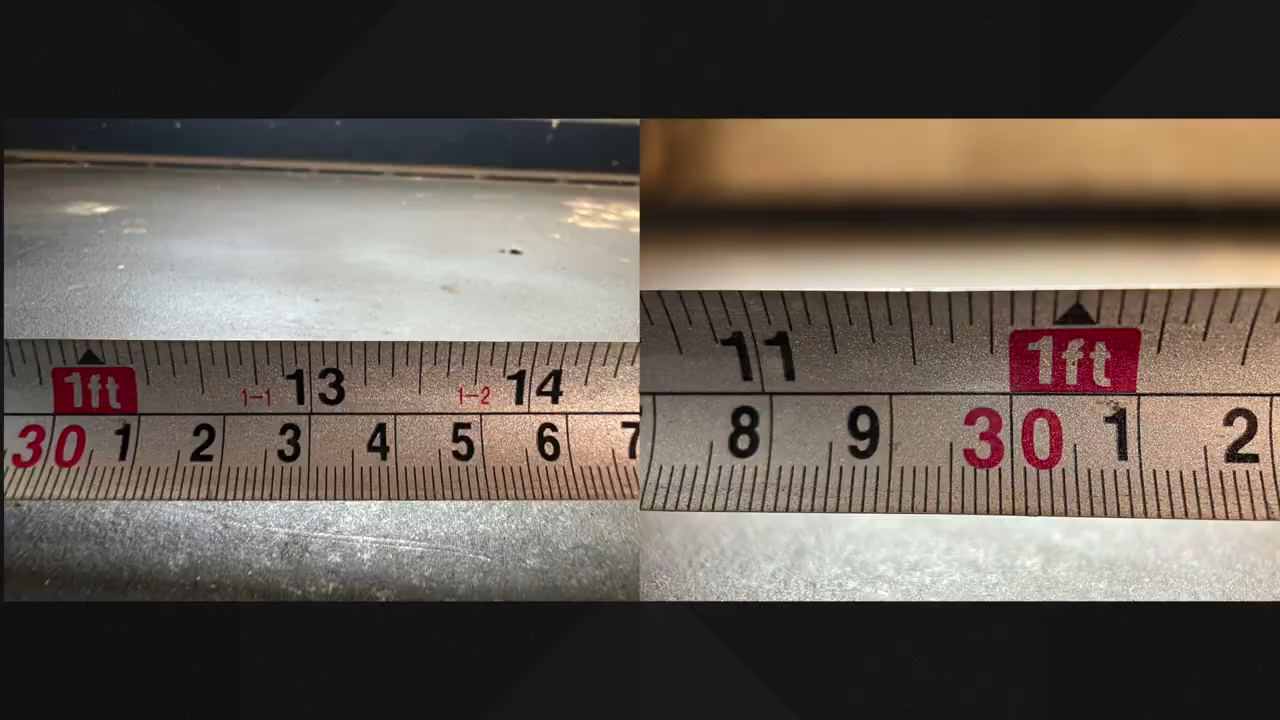 1ft 1-1 13 1-2 14
30 1 2 3 4 5 6 7
11 1ft
8 9 30 1 2